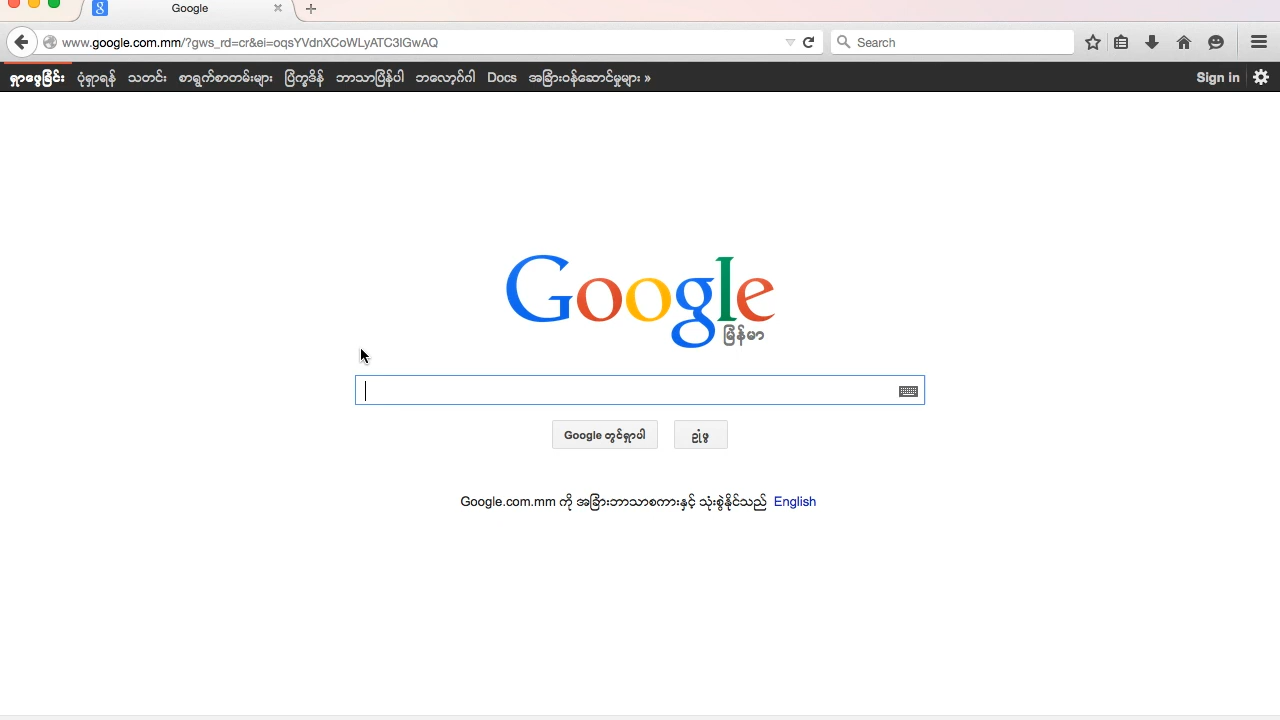 Google
www.google.com.mm/?gws_rd=cr&ei=oqsYVdnXCoWLyATC3IGwAQ
Search
ရှာဖွေခြင်း ပုံရှာရန် သတင်း စာရွက်စာတမ်းများ ပြက္ခဒိန် ဘာသာပြန်ပါ ဘလော့ဂ်ဂါ Docs အခြားဝန်ဆောင်မှုများ »
Sign in
Google
မြန်မာ
Google တွင်ရှာပါ
Google.com.mm ကို အခြားဘာသာစကားနှင့် သုံးစွဲနိုင်သည် English